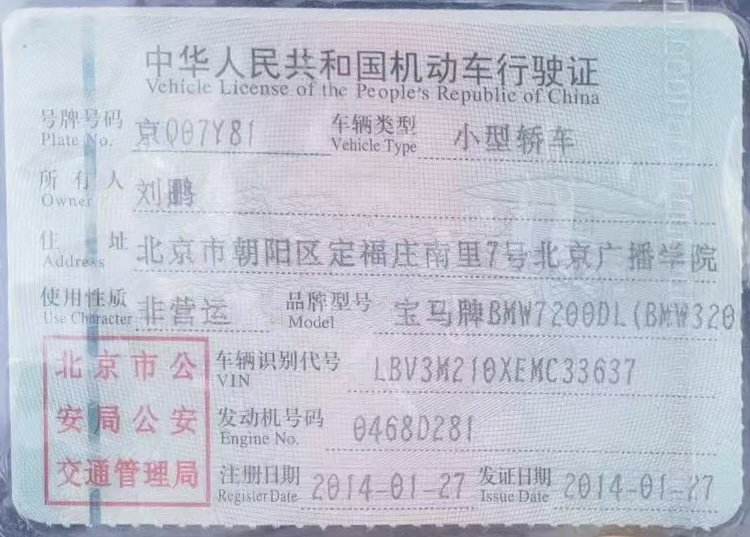 中华人民共和国机动车行驶证
Vehicle License of the People's Republic of China
号牌号码 京Q07Y81 车辆类型 小型轿车
Plate No. Vehicle Type
所有人 刘鹏
Owner
住址 北京市朝阳区定福庄南里7号北京广播学院
Address
使用性质 非营运 品牌型号 宝马牌BMW7200DL(BMW320
Use Character Model
北京市公 车辆识别代号 LBV3M210XEMC33637
VIN
安局公安 发动机号码 0468D281
Engine No.
交通管理局 注册日期 2014-01-27 发证日期 2014-01-27
Register Date Issue Date